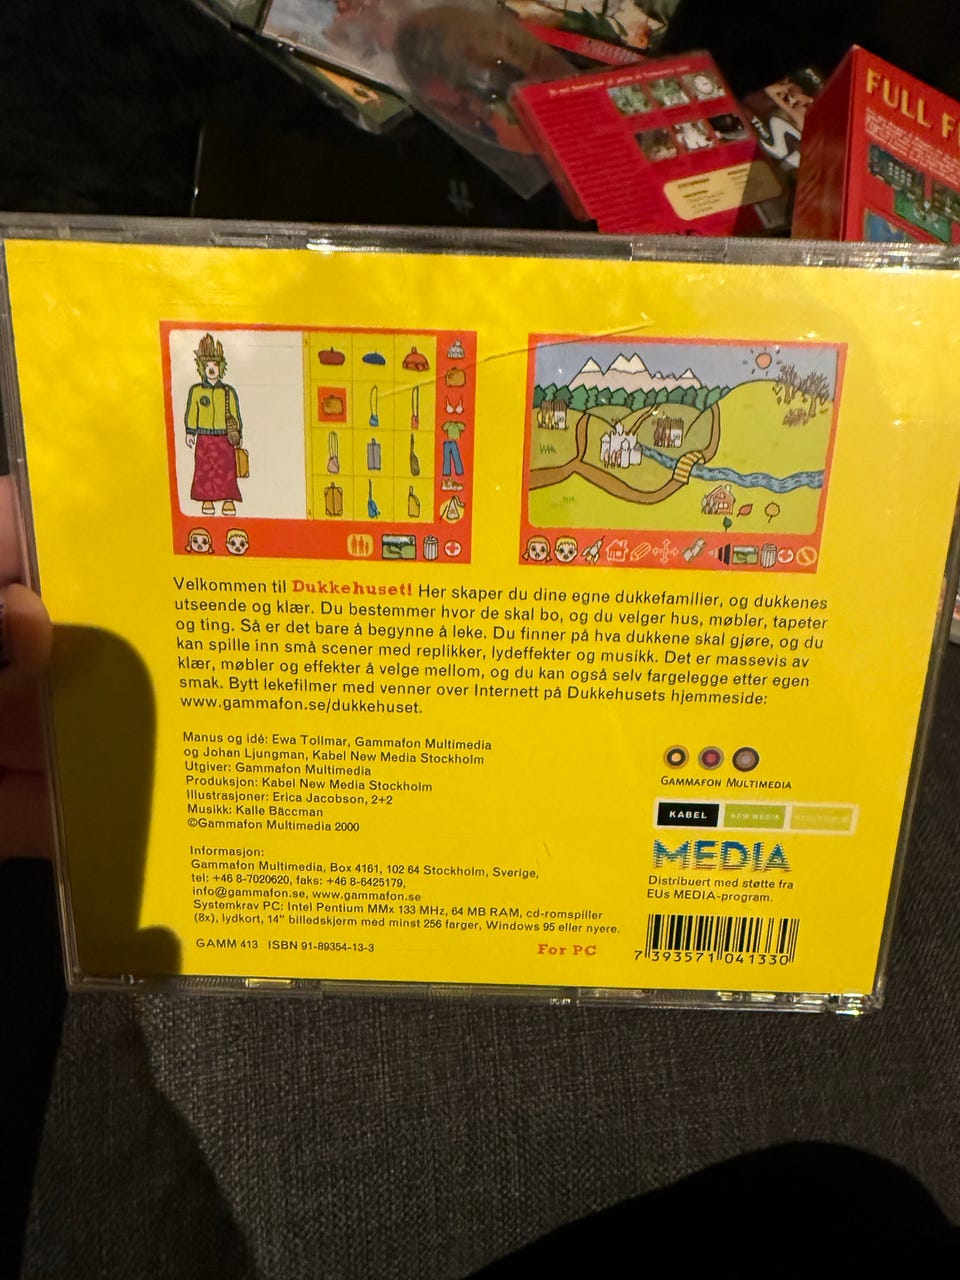 FULL F
Velkommen til Dukkehuset! Her skaper du dine egne dukkefamilier, og dukkenes
utseende og klær. Du bestemmer hvor de skal bo, og du velger hus, møbler, tapeter
og ting. Så er det bare å begynne å leke. Du finner på hva dukkene skal gjøre, og du
kan spille inn små scener med replikker, lydeffekter og musikk. Det er massevis av
klær, møbler og effekter å velge mellom, og du kan også selv fargelegge etter egen
smak. Bytt lekefilmer med venner over Internett på Dukkehusets hjemmeside:
www.gammafon.se/dukkehuset.
Manus og idé: Ewa Tollmar, Gammafon Multimedia
og Johan Ljungman, Kabel New Media Stockholm
Utgiver: Gammafon Multimedia
Produksjon: Kabel New Media Stockholm
Illustrasjoner: Erica Jacobson, 2+2
Musikk: Kalle Bäccman
©Gammafon Multimedia 2000
Informasjon:
Gammafon Multimedia, Box 4161, 102 64 Stockholm, Sverige,
tel: +46 8-7020620, faks: +46 8-6425179,
info@gammafon.se, www.gammafon.se
Systemkrav PC: Intel Pentium MMx 133 MHz, 64 MB RAM, cd-romspiller
(8x), lydkort, 14" billedskjerm med minst 256 farger, Windows 95 eller nyere.
GAMM 413 ISBN 91-89354-13-3
For PC
GAMMAFON MULTIMEDIA
KABEL NEW MEDIA STOCKHOLM
MEDIA
Distribuert med støtte fra
EUs MEDIA-program.
7 393571 041330